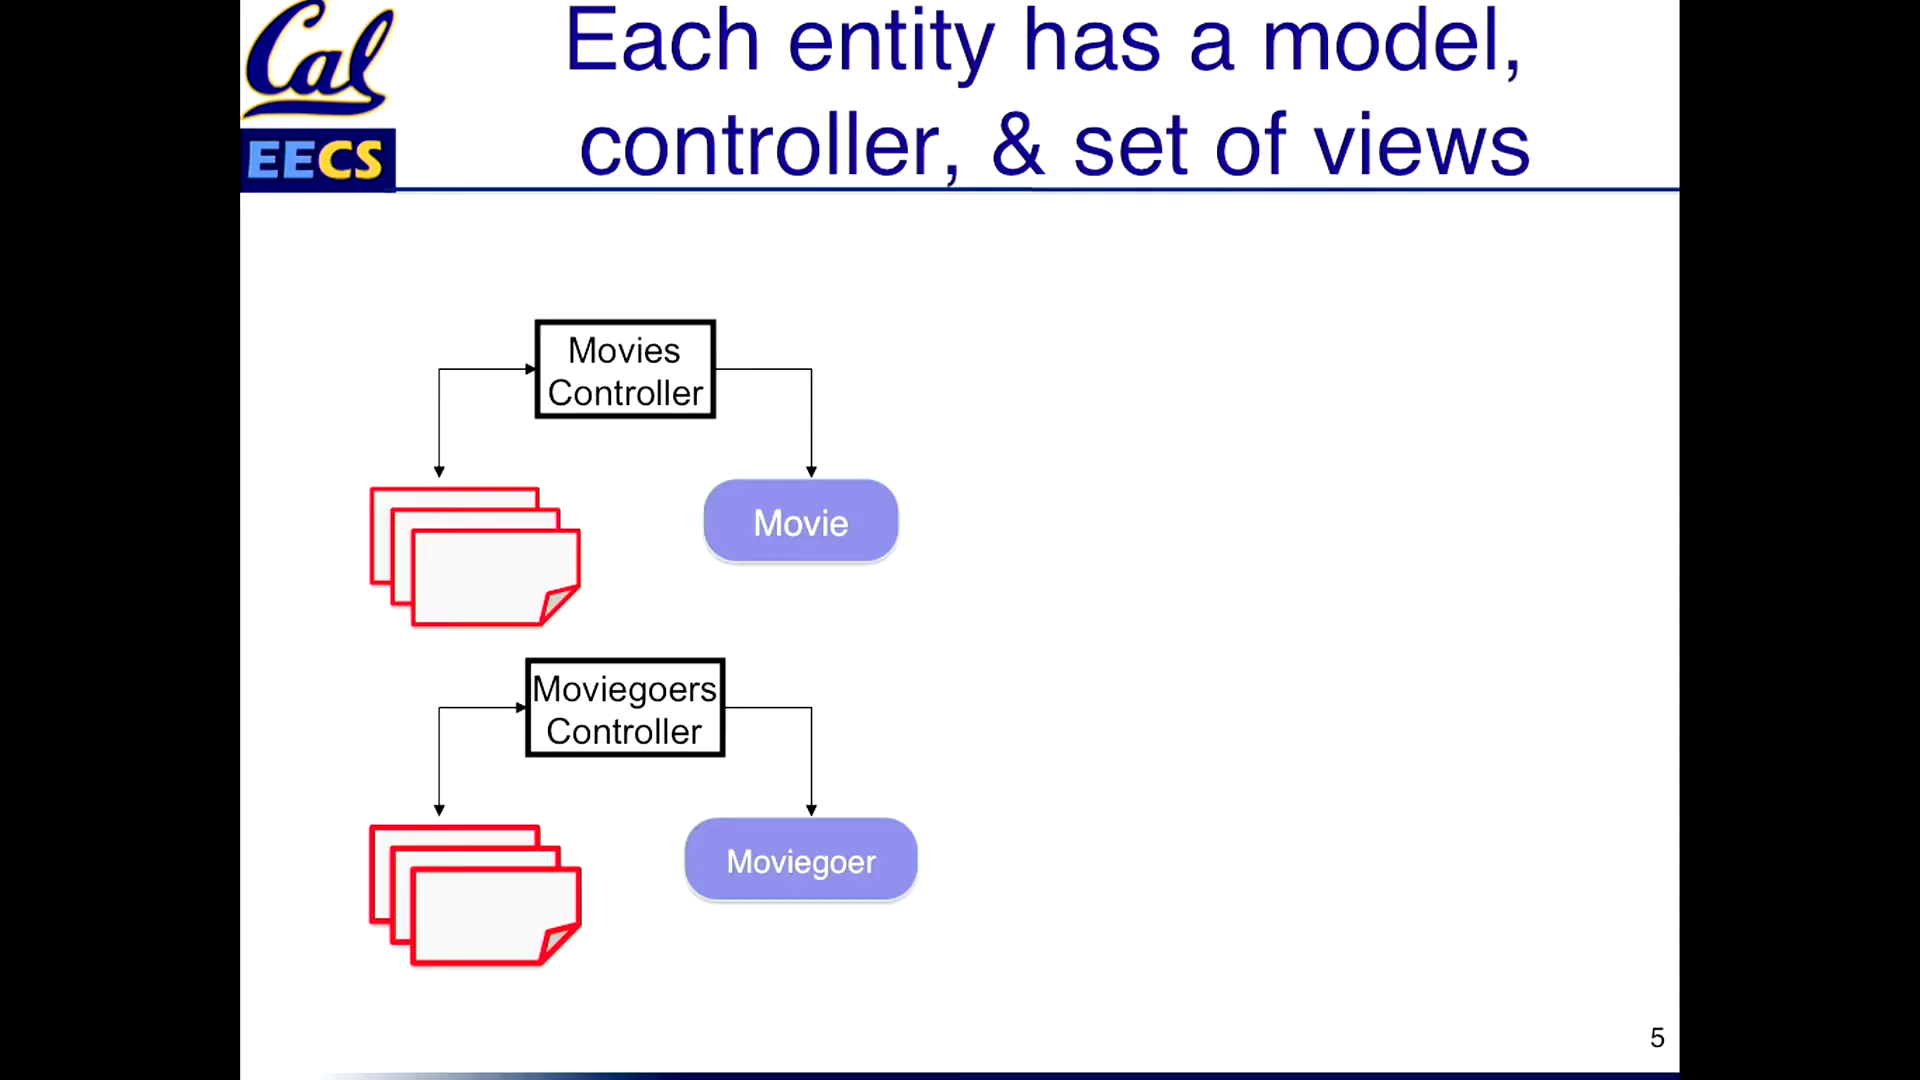 Cal
EECS
Each entity has a model,
controller, & set of views
Movies
Controller
Movie
Moviegoers
Controller
Moviegoer
5